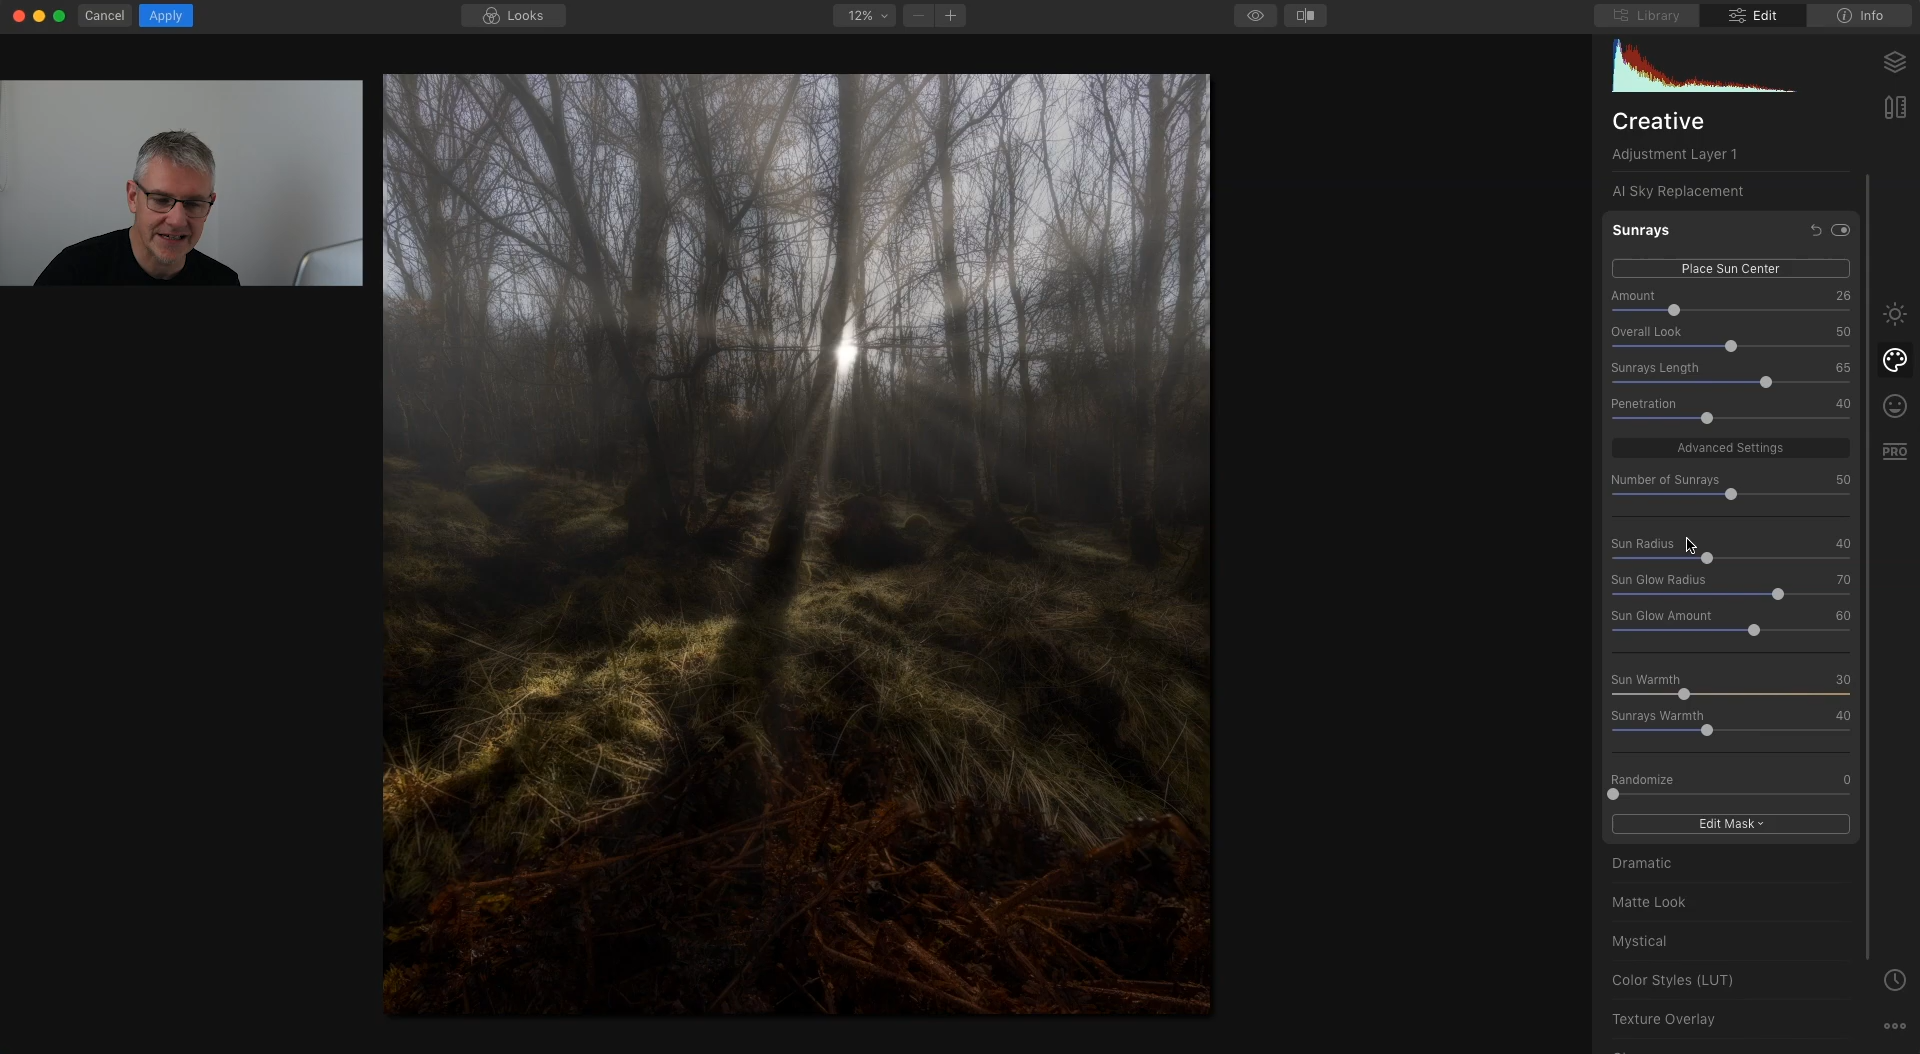 Cancel Apply Looks 12% Library Edit Info
Creative
Adjustment Layer 1
AI Sky Replacement
Sunrays
Place Sun Center
Amount 26
Overall Look 50
Sunrays Length 65
Penetration 40
Advanced Settings
PRO
Number of Sunrays 50
Sun Radius 40
Sun Glow Radius 70
Sun Glow Amount 60
Sun Warmth 30
Sunrays Warmth 40
Randomize 0
Edit Mask
Dramatic
Matte Look
Mystical
Color Styles (LUT)
Texture Overlay